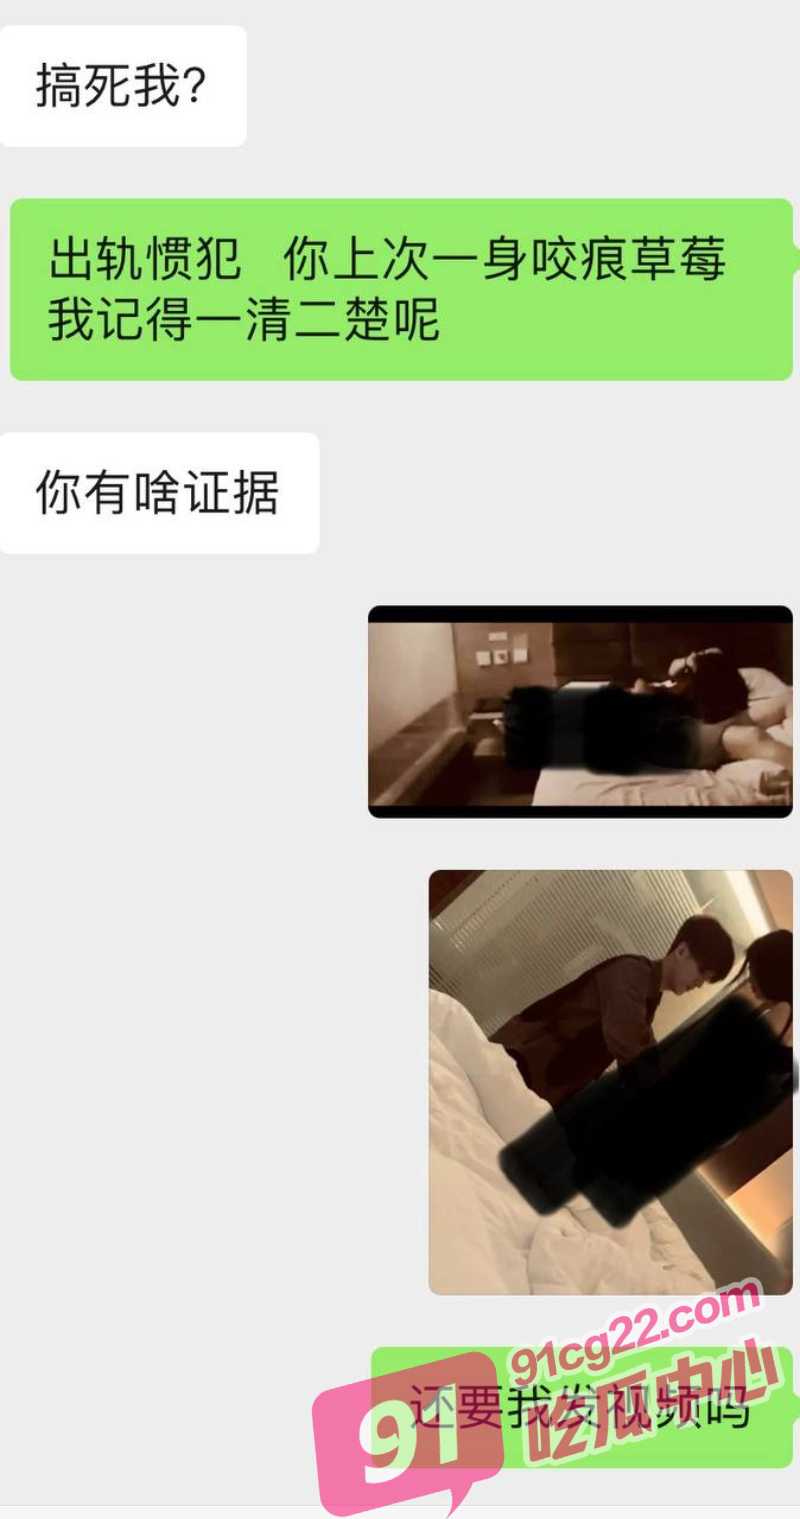 搞死我？
出轨惯犯 你上次一身咬痕草莓
我记得一清二楚呢
你有啥证据
还要我发视频吗
91cg22.com
91
吃瓜中心